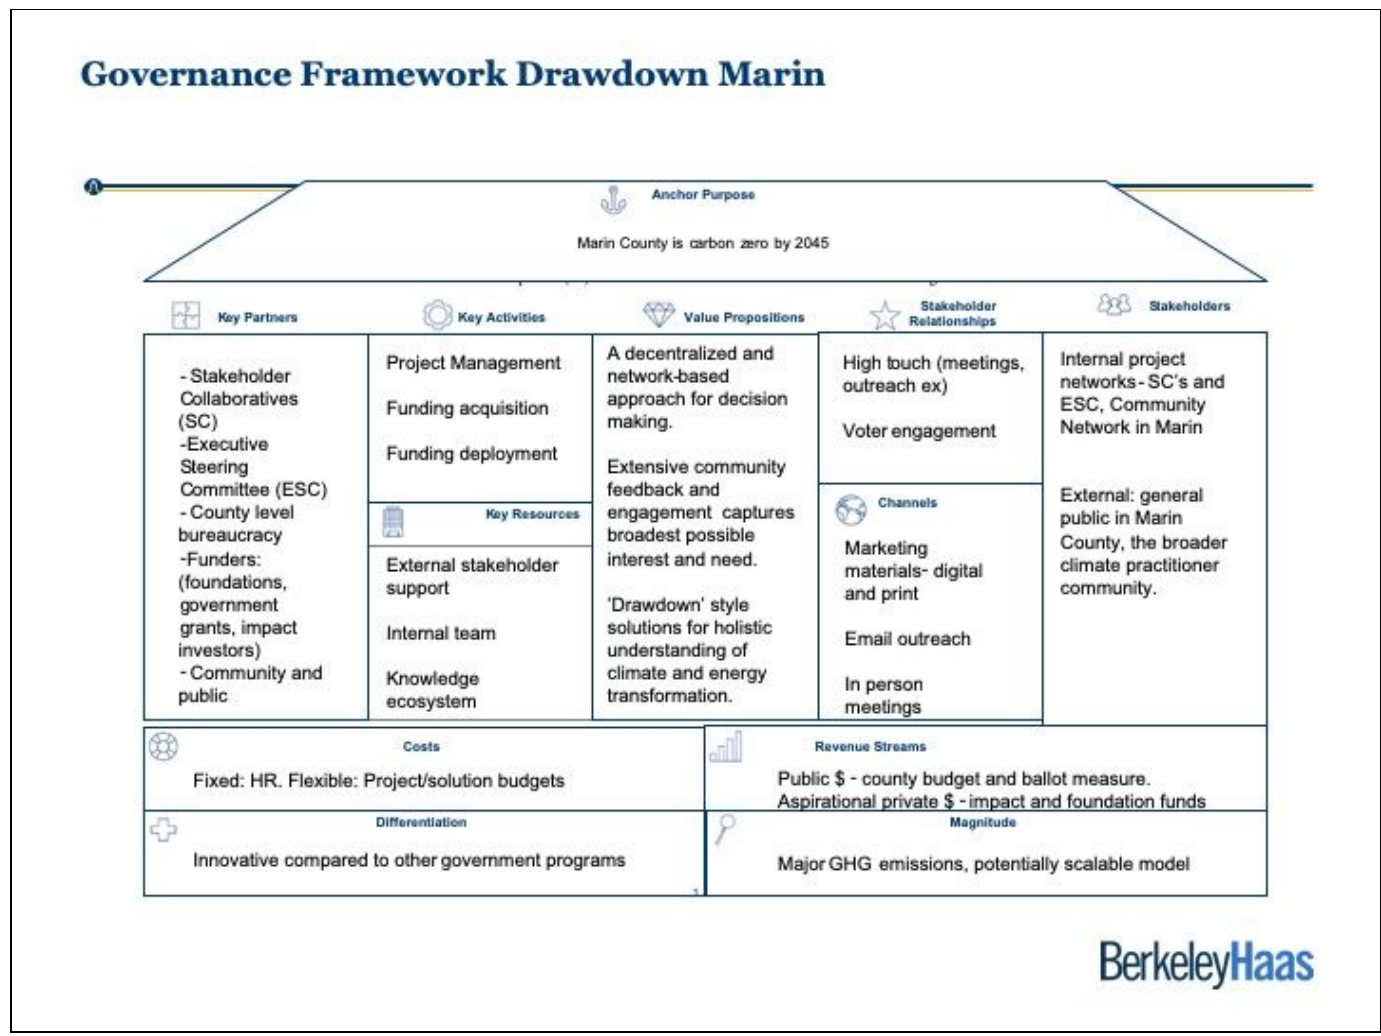 Governance Framework Drawdown Marin
Anchor Purpose
Marin County is carbon zero by 2045
Key Partners
- Stakeholder
Collaboratives
(SC)
-Executive
Steering
Committee (ESC)
- County level
bureaucracy
-Funders:
(foundations,
government
grants, impact
investors)
- Community and
public
Key Activities
Project Management
Funding acquisition
Funding deployment
Key Resources
External stakeholder
support
Internal team
Knowledge
ecosystem
Value Propositions
A decentralized and
network-based
approach for decision
making.
Extensive community
feedback and
engagement captures
broadest possible
interest and need.
'Drawdown' style
solutions for holistic
understanding of
climate and energy
transformation.
Stakeholder
Relationships
High touch (meetings,
outreach ex)
Voter engagement
Channels
Marketing
materials- digital
and print
Email outreach
In person
meetings
Stakeholders
Internal project
networks- SC's and
ESC, Community
Network in Marin
External: general
public in Marin
County, the broader
climate practitioner
community.
Costs
Fixed: HR. Flexible: Project/solution budgets
Revenue Streams
Public $ - county budget and ballot measure.
Aspirational private $ -impact and foundation funds
Differentiation
Innovative compared to other government programs
Magnitude
Major GHG emissions, potentially scalable model
1
BerkeleyHaas